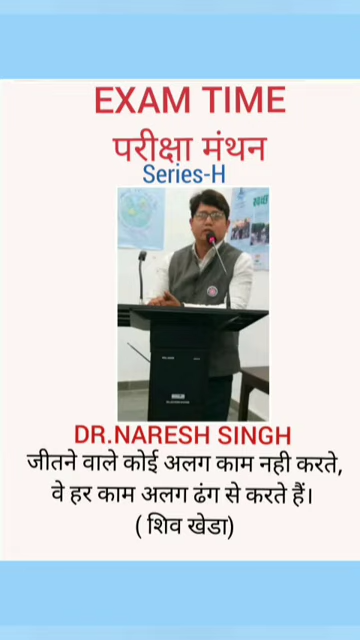 EXAM TIME
परीक्षा मंथन
Series-H
DR.NARESH SINGH
जीतने वाले कोई अलग काम नही करते,
वे हर काम अलग ढंग से करते हैं।
( शिव खेडा)